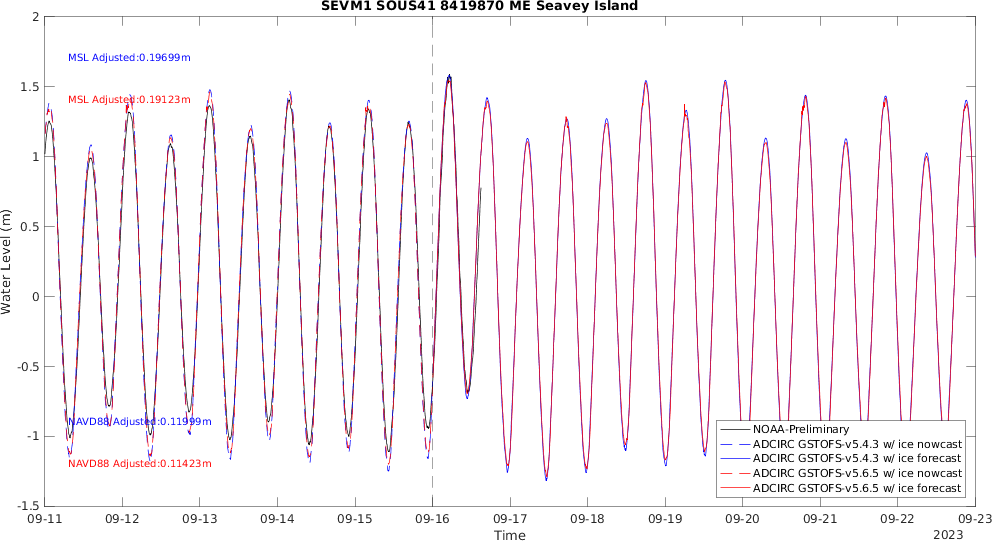 SEVM1 SOUS41 8419870 ME Seavey Island
2
1.5
1
0.5
0
-0.5
-1
-1.5
Water Level (m)
MSL Adjusted:0.19699m
MSL Adjusted:0.19123m
NAVD88 Adjusted:0.11999m
NAVD88 Adjusted:0.11423m
NOAA-Preliminary
ADCIRC GSTOFS-v5.4.3 w/ ice nowcast
ADCIRC GSTOFS-v5.4.3 w/ ice forecast
ADCIRC GSTOFS-v5.6.5 w/ ice nowcast
ADCIRC GSTOFS-v5.6.5 w/ ice forecast
09-11 09-12 09-13 09-14 09-15 09-16 09-17 09-18 09-19 09-20 09-21 09-22 09-23
Time
2023